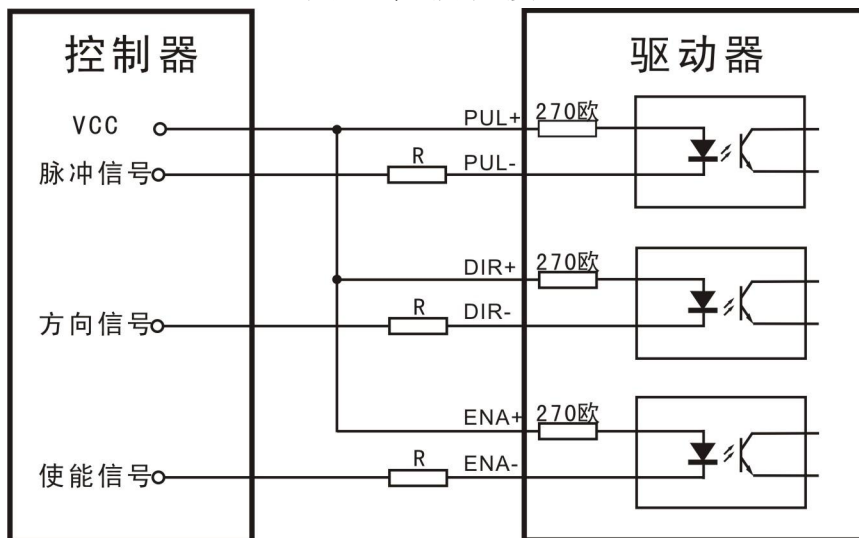 控制器 驱动器
VCC PUL+ 270欧
脉冲信号 R PUL-
DIR+ 270欧
方向信号 R DIR-
ENA+ 270欧
使能信号 R ENA-